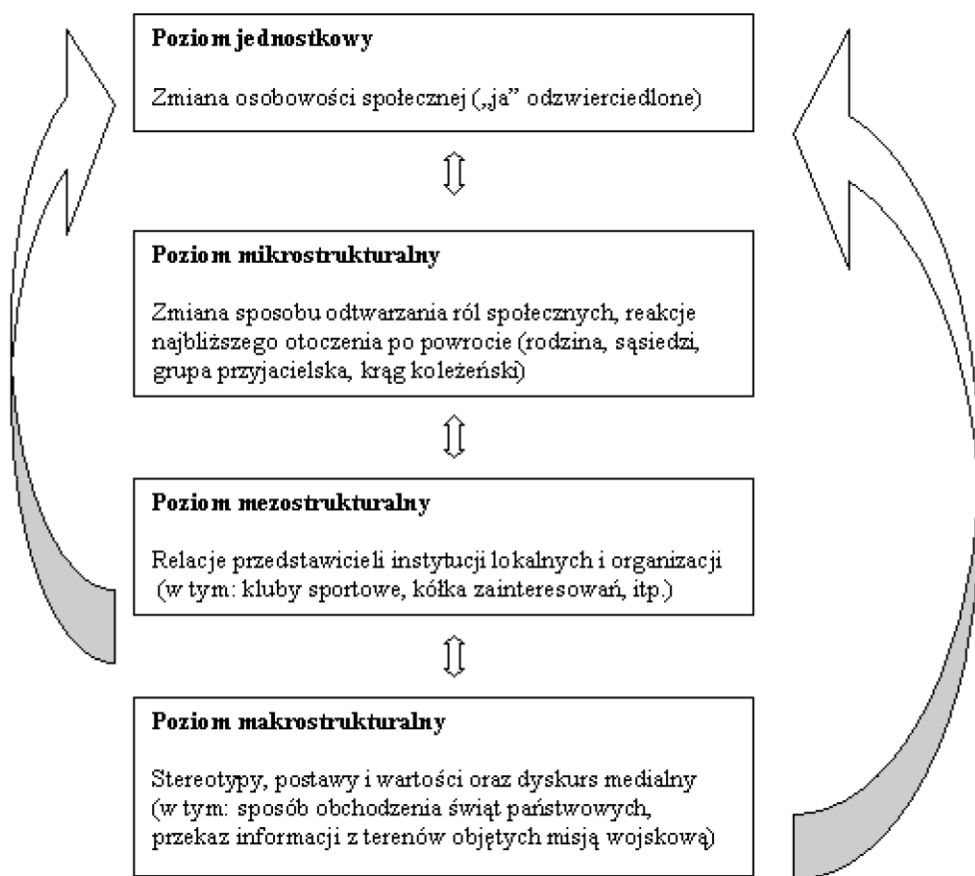 Poziom jednostkowy
Zmiana osobowości społecznej („ja” odzwierciedlone)
Poziom mikrostrukturalny
Zmiana sposobu odtwarzania ról społecznych, reakcje
najbliższego otoczenia po powrocie (rodzina, sąsiedzi,
grupa przyjacielska, krąg koleżeński)
Poziom mezostrukturalny
Relacje przedstawicieli instytucji lokalnych i organizacji
(w tym: kluby sportowe, kółka zainteresowań, itp.)
Poziom makrostrukturalny
Stereotypy, postawy i wartości oraz dyskurs medialny
(w tym: sposób obchodzenia świąt państwowych,
przekaz informacji z terenów objętych misją wojskową)